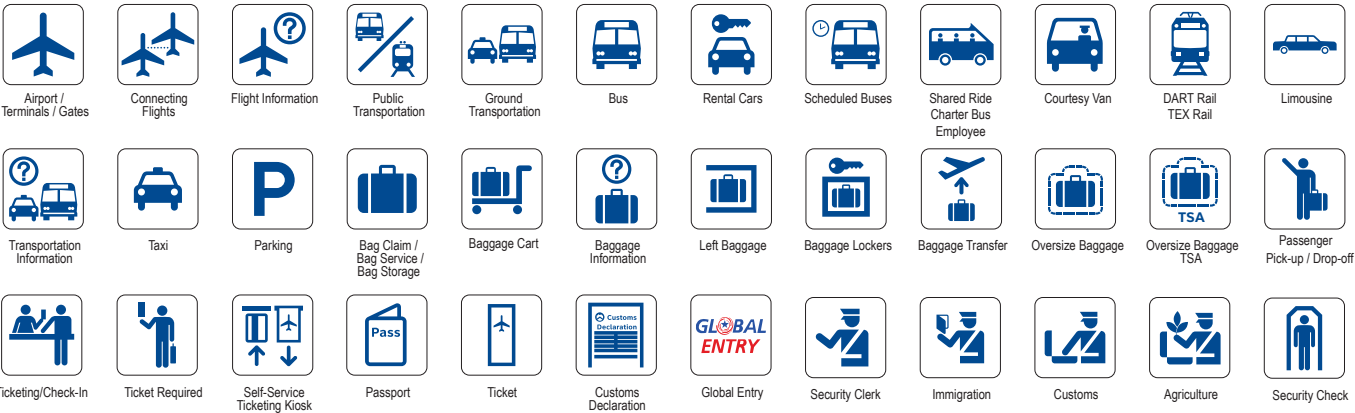 ?
Airport /
Terminals / Gates
Connecting
Flights
Flight Information
Public
Transportation
Ground
Transportation
Bus
Rental Cars
Scheduled Buses
Shared Ride
Charter Bus
Employee
Courtesy Van
DART Rail
TEX Rail
Limousine
?
Transportation
Information
Taxi
P
Parking
Bag Claim /
Bag Service /
Bag Storage
Baggage Cart
?
Baggage
Information
Left Baggage
Baggage Lockers
Baggage Transfer
Oversize Baggage
TSA
Oversize Baggage
TSA
Passenger
Pick-up / Drop-off
Ticketing/Check-In
Ticket Required
Self-Service
Ticketing Kiosk
Pass
Passport
Ticket
Customs
Declaration
Customs
Declaration
GLOBAL
ENTRY
Global Entry
Security Clerk
Immigration
Customs
Agriculture
Security Check